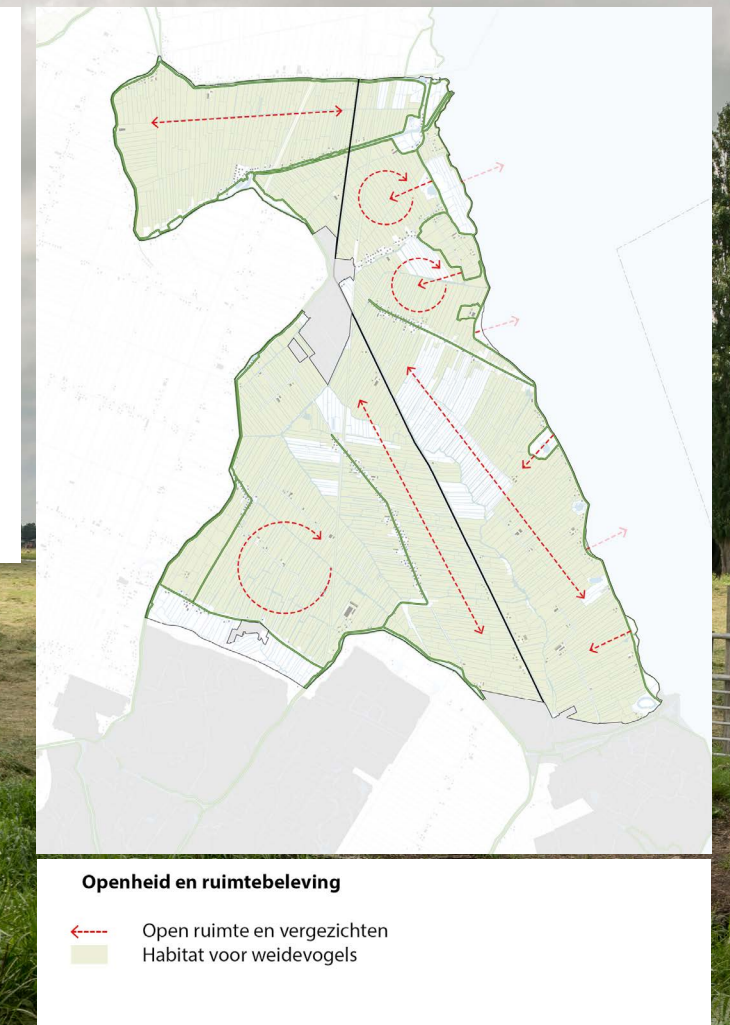 Openheid en ruimtebeleving
Open ruimte en vergezichten
Habitat voor weidevogels